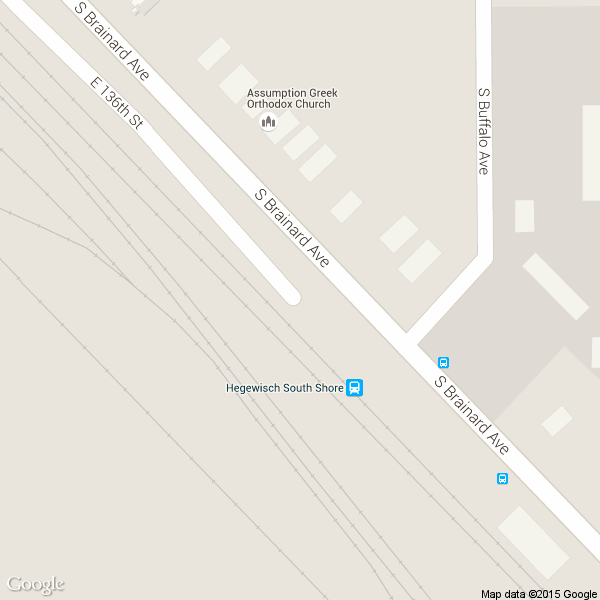 S Brainard Ave
E 136th St
Assumption Greek
Orthodox Church
S Buffalo Ave
S Brainard Ave
Hegewisch South Shore
S Brainard Ave
Google
Map data ©2015 Google